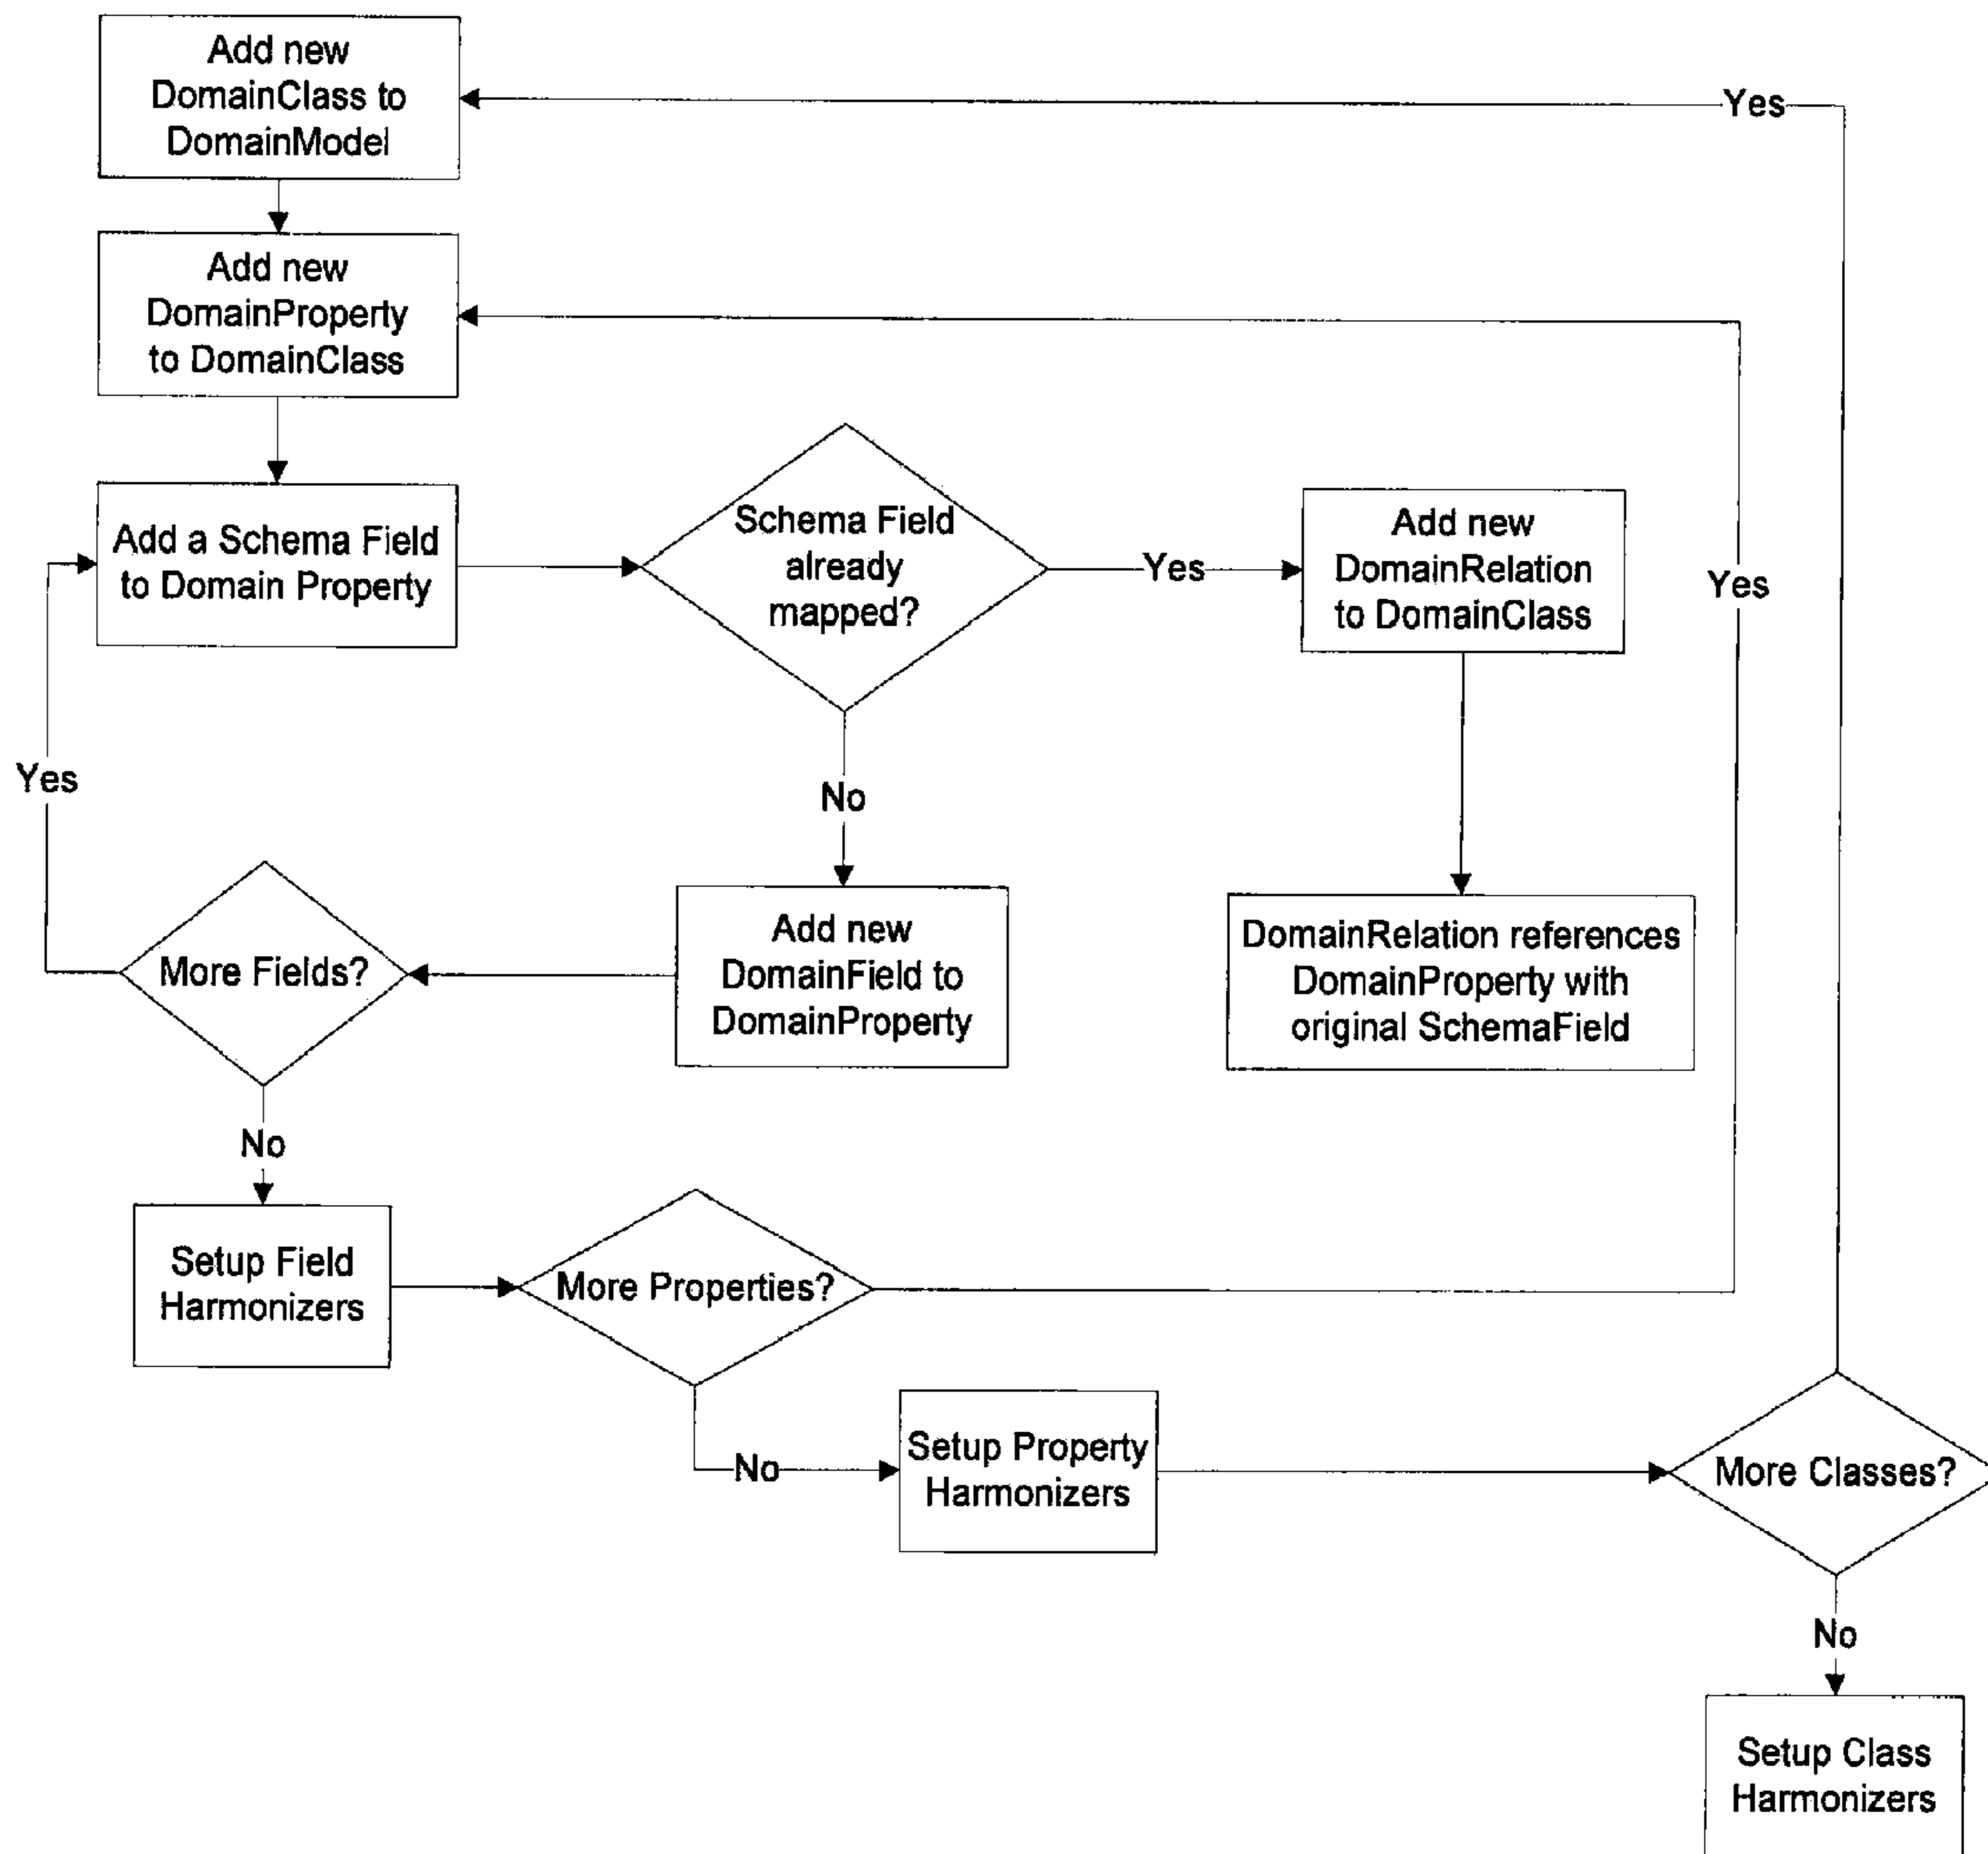 Add new
DomainClass to
DomainModel
Yes
Add new
DomainProperty
to DomainClass
Add a Schema Field
to Domain Property
Schema Field
already
mapped?
Yes
Add new
DomainRelation
to DomainClass
Yes
Yes
No
More Fields?
Add new
DomainField to
DomainProperty
DomainRelation references
DomainProperty with
original SchemaField
No
Setup Field
Harmonizers
More Properties?
No
Setup Property
Harmonizers
More Classes?
No
Setup Class
Harmonizers